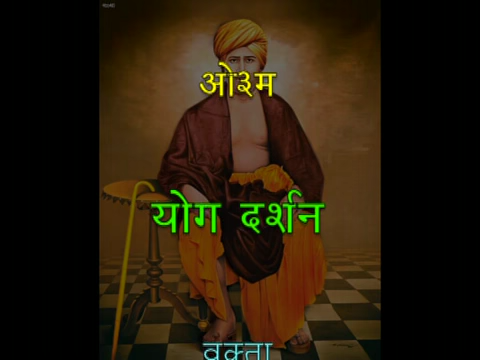 ओ३म
योग दर्शन
वक्ता